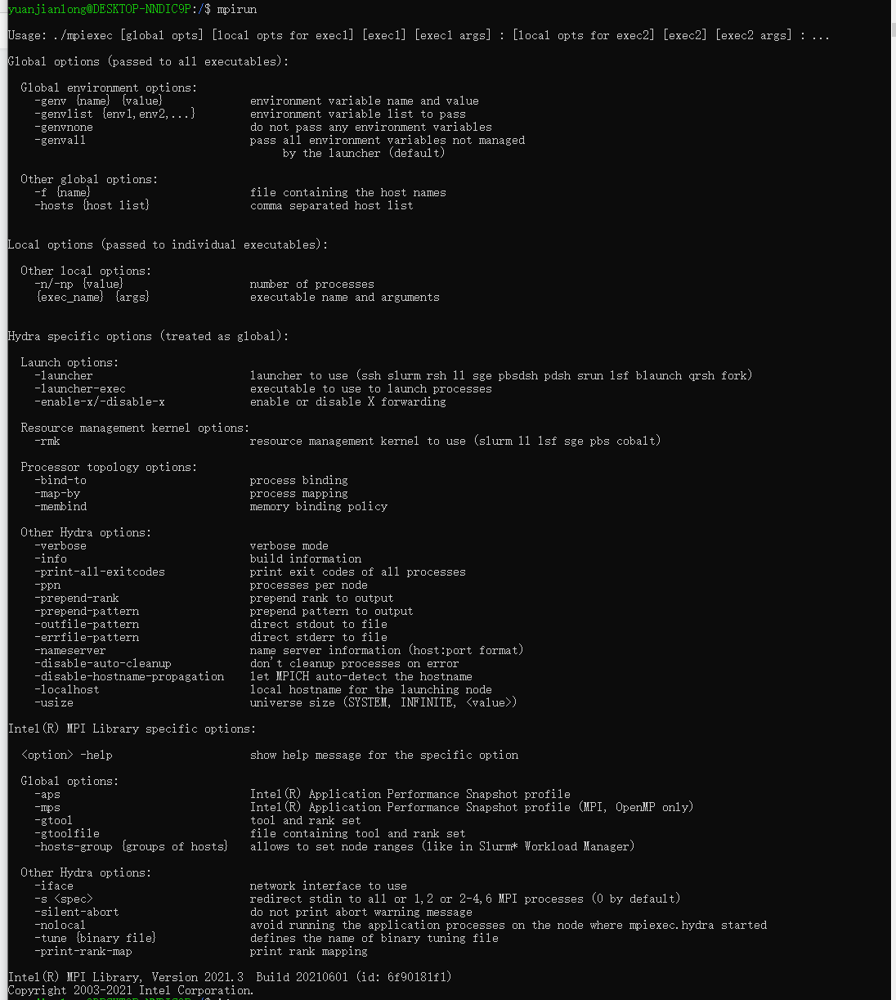 yuanjianlong@DESKTOP-NNDIC9P:/$ mpirun
Usage: ./mpiexec [global opts] [local opts for exec1] [exec1] [exec1 args] : [local opts for exec2] [exec2] [exec2 args] : ...
Global options (passed to all executables):
Global environment options:
-genv {name} {value} environment variable name and value
-genvlist {env1,env2,...} environment variable list to pass
-genvnone do not pass any environment variables
-genvall pass all environment variables not managed
by the launcher (default)
Other global options:
-f {name} file containing the host names
-hosts {host list} comma separated host list
Local options (passed to individual executables):
Other local options:
-n/-np {value} number of processes
{exec_name} {args} executable name and arguments
Hydra specific options (treated as global):
Launch options:
-launcher launcher to use (ssh slurm rsh ll sge pbsdsh pdsh srun lsf blaunch qrsh fork)
-launcher-exec executable to use to launch processes
-enable-x/-disable-x enable or disable X forwarding
Resource management kernel options:
-rmk resource management kernel to use (slurm ll lsf sge pbs cobalt)
Processor topology options:
-bind-to process binding
-map-by process mapping
-membind memory binding policy
Other Hydra options:
-verbose verbose mode
-info build information
-print-all-exitcodes print exit codes of all processes
-ppn processes per node
-prepend-rank prepend rank to output
-prepend-pattern prepend pattern to output
-outfile-pattern direct stdout to file
-errfile-pattern direct stderr to file
-nameserver name server information (host:port format)
-disable-auto-cleanup don't cleanup processes on error
-disable-hostname-propagation let MPICH auto-detect the hostname
-localhost local hostname for the launching node
-usize universe size (SYSTEM, INFINITE, <value>)
Intel(R) MPI Library specific options:
<option> -help show help message for the specific option
Global options:
-aps Intel(R) Application Performance Snapshot profile
-mps Intel(R) Application Performance Snapshot profile (MPI, OpenMP only)
-gtool tool and rank set
-gtoolfile file containing tool and rank set
-hosts-group {groups of hosts} allows to set node ranges (like in Slurm* Workload Manager)
Other Hydra options:
-iface network interface to use
-s <spec> redirect stdin to all or 1,2 or 2-4,6 MPI processes (0 by default)
-silent-abort do not print abort warning message
-nolocal avoid running the application processes on the node where mpiexec.hydra started
-tune {binary file} defines the name of binary tuning file
-print-rank-map print rank mapping
Intel(R) MPI Library, Version 2021.3 Build 20210601 (id: 6f90181f1)
Copyright 2003-2021 Intel Corporation.